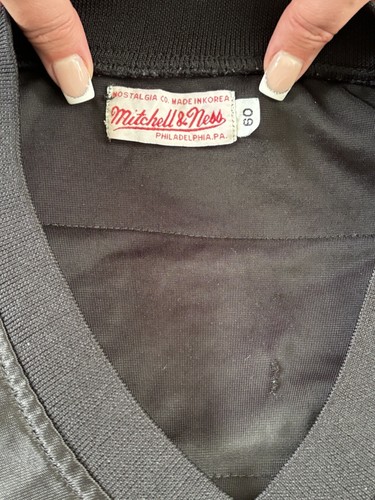 NOSTALGIA CO. MADE IN KOREA
Mitchell & Ness
PHILADELPHIA, PA.
60